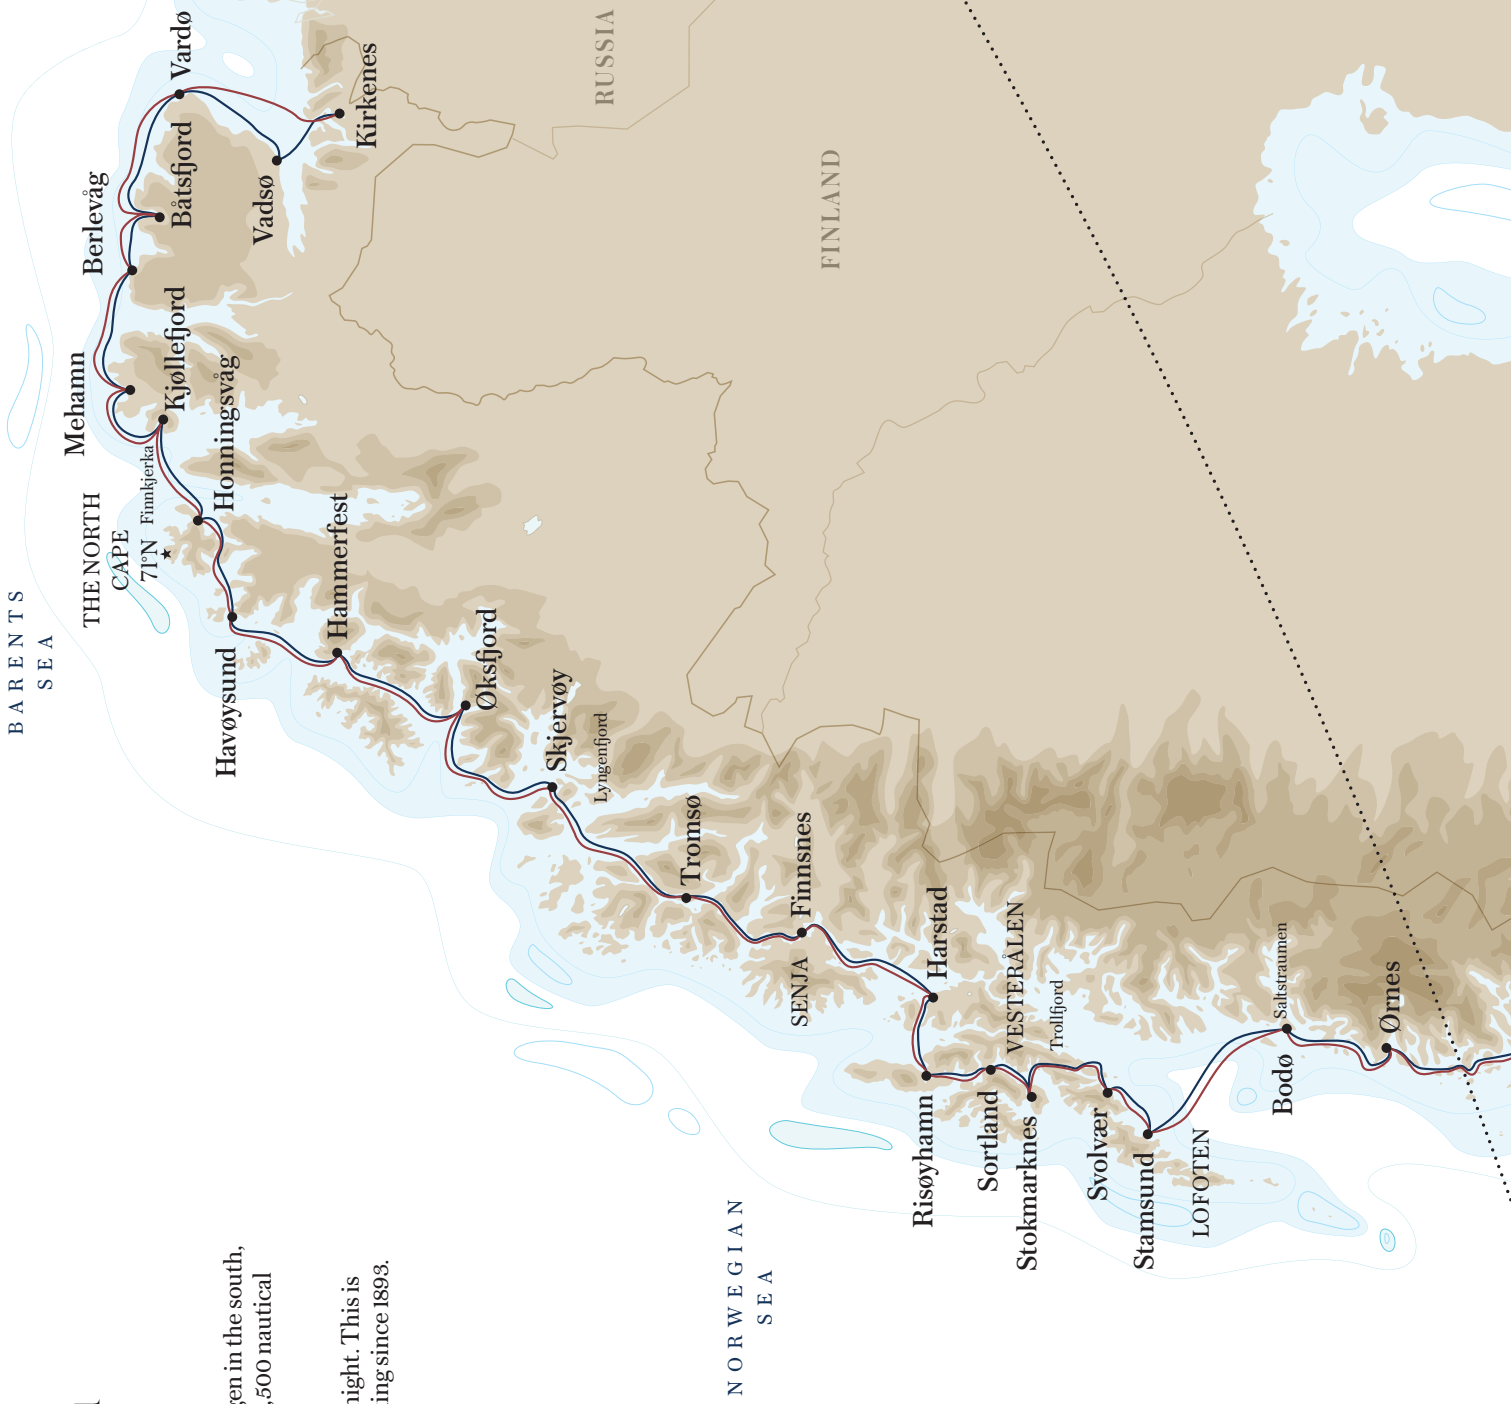 BARENTS
SEA
Mehamn
THE NORTH
CAPE
71°N
Finnkjerka
Berlevåg
Kjøllefjord
Båtsfjord
Vardø
Havøysund
Honningsvåg
gen in the south,
,500 nautical
Vadsø
Hammerfest
night. This is
ing since 1893.
Kirkenes
Øksfjord
Skjervøy
Lyngenfjord
RUSSIA
Tromsø
NORWEGIAN
SEA
SENJA
Finnsnes
FINLAND
Risøyhamn
Harstad
Sortland
VESTERÅLEN
Stokmarknes
Trollfjord
Svolvær
Stamsund
LOFOTEN
Bodø
Saltstraumen
Ørnes